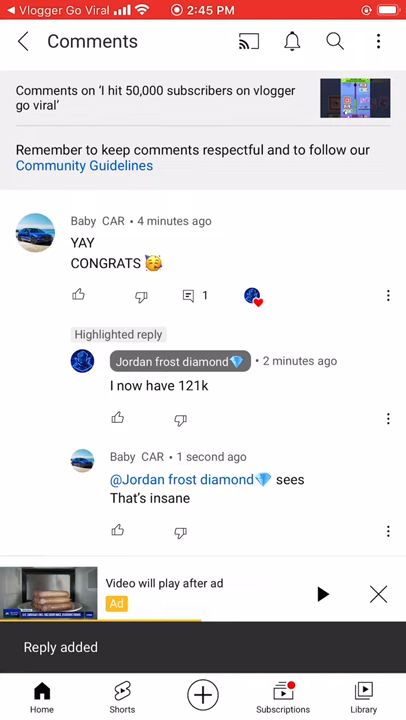 Vlogger Go Viral
2:45 PM
Comments
Comments on 'I hit 50,000 subscribers on vlogger
go viral'
Remember to keep comments respectful and to follow our
Community Guidelines
Baby CAR • 4 minutes ago
YAY
CONGRATS 🥳
1
Highlighted reply
Jordan frost diamond💎 • 2 minutes ago
I now have 121k
Baby CAR • 1 second ago
@Jordan frost diamond💎 sees
That's insane
Video will play after ad
Ad
Reply added
Home
Shorts
Subscriptions
Library